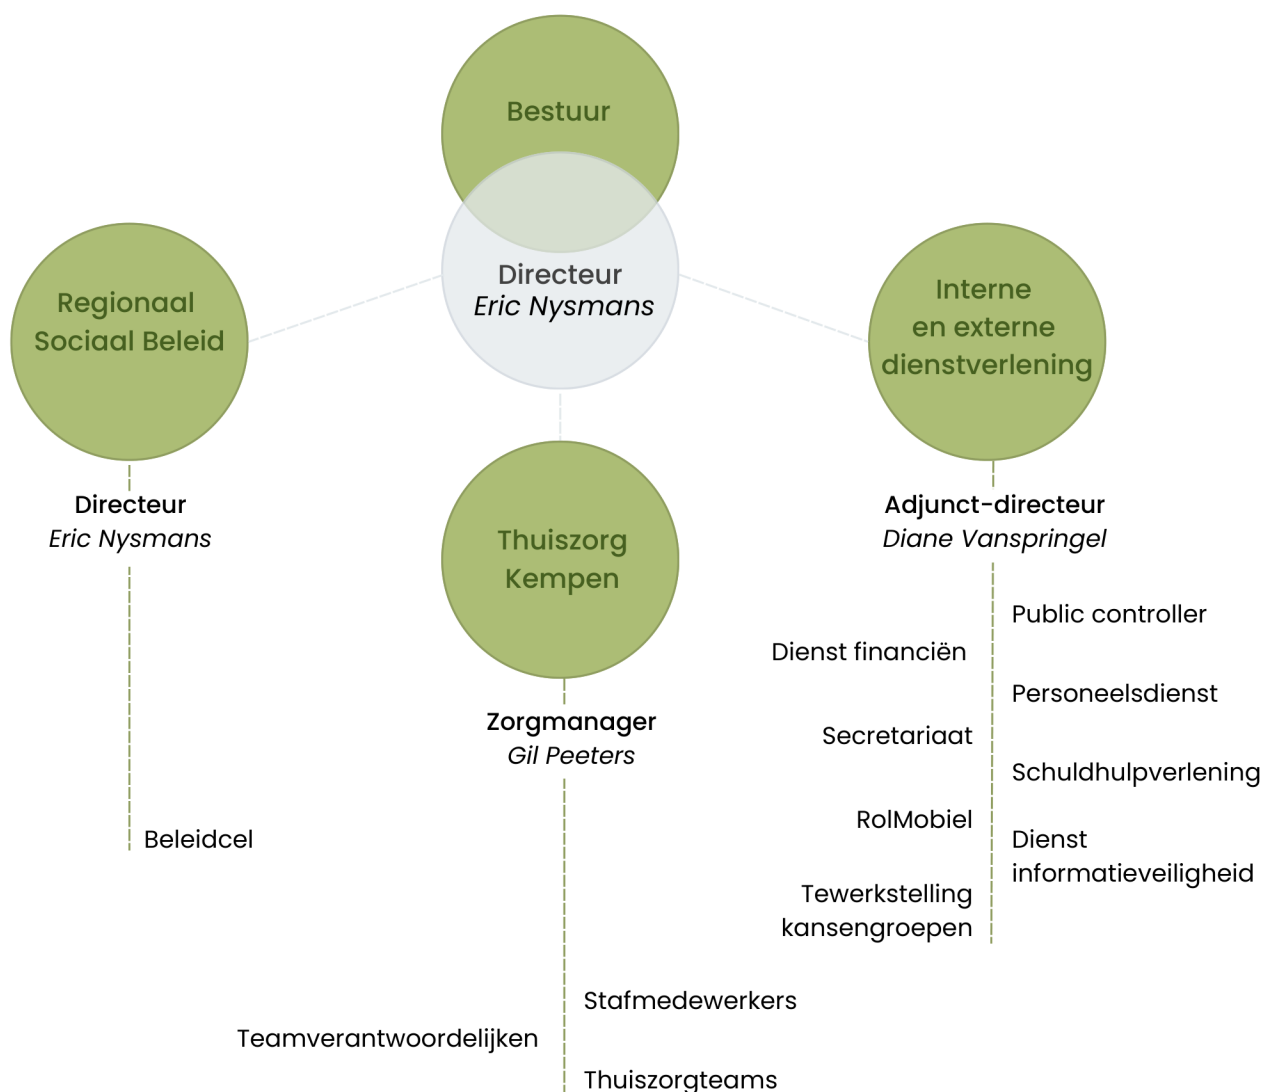 Bestuur
Directeur
Eric Nysmans
Regionaal
Sociaal Beleid
Directeur
Eric Nysmans
Beleidcel
Thuiszorg
Kempen
Zorgmanager
Gil Peeters
Stafmedewerkers
Teamverantwoordelijken
Thuiszorgteams
Interne
en externe
dienstverlening
Adjunct-directeur
Diane Vanspringel
Public controller
Dienst financiën
Personeelsdienst
Secretariaat
Schuldhulpverlening
RolMobiel
Dienst
informatieveiligheid
Tewerkstelling
kansengroepen